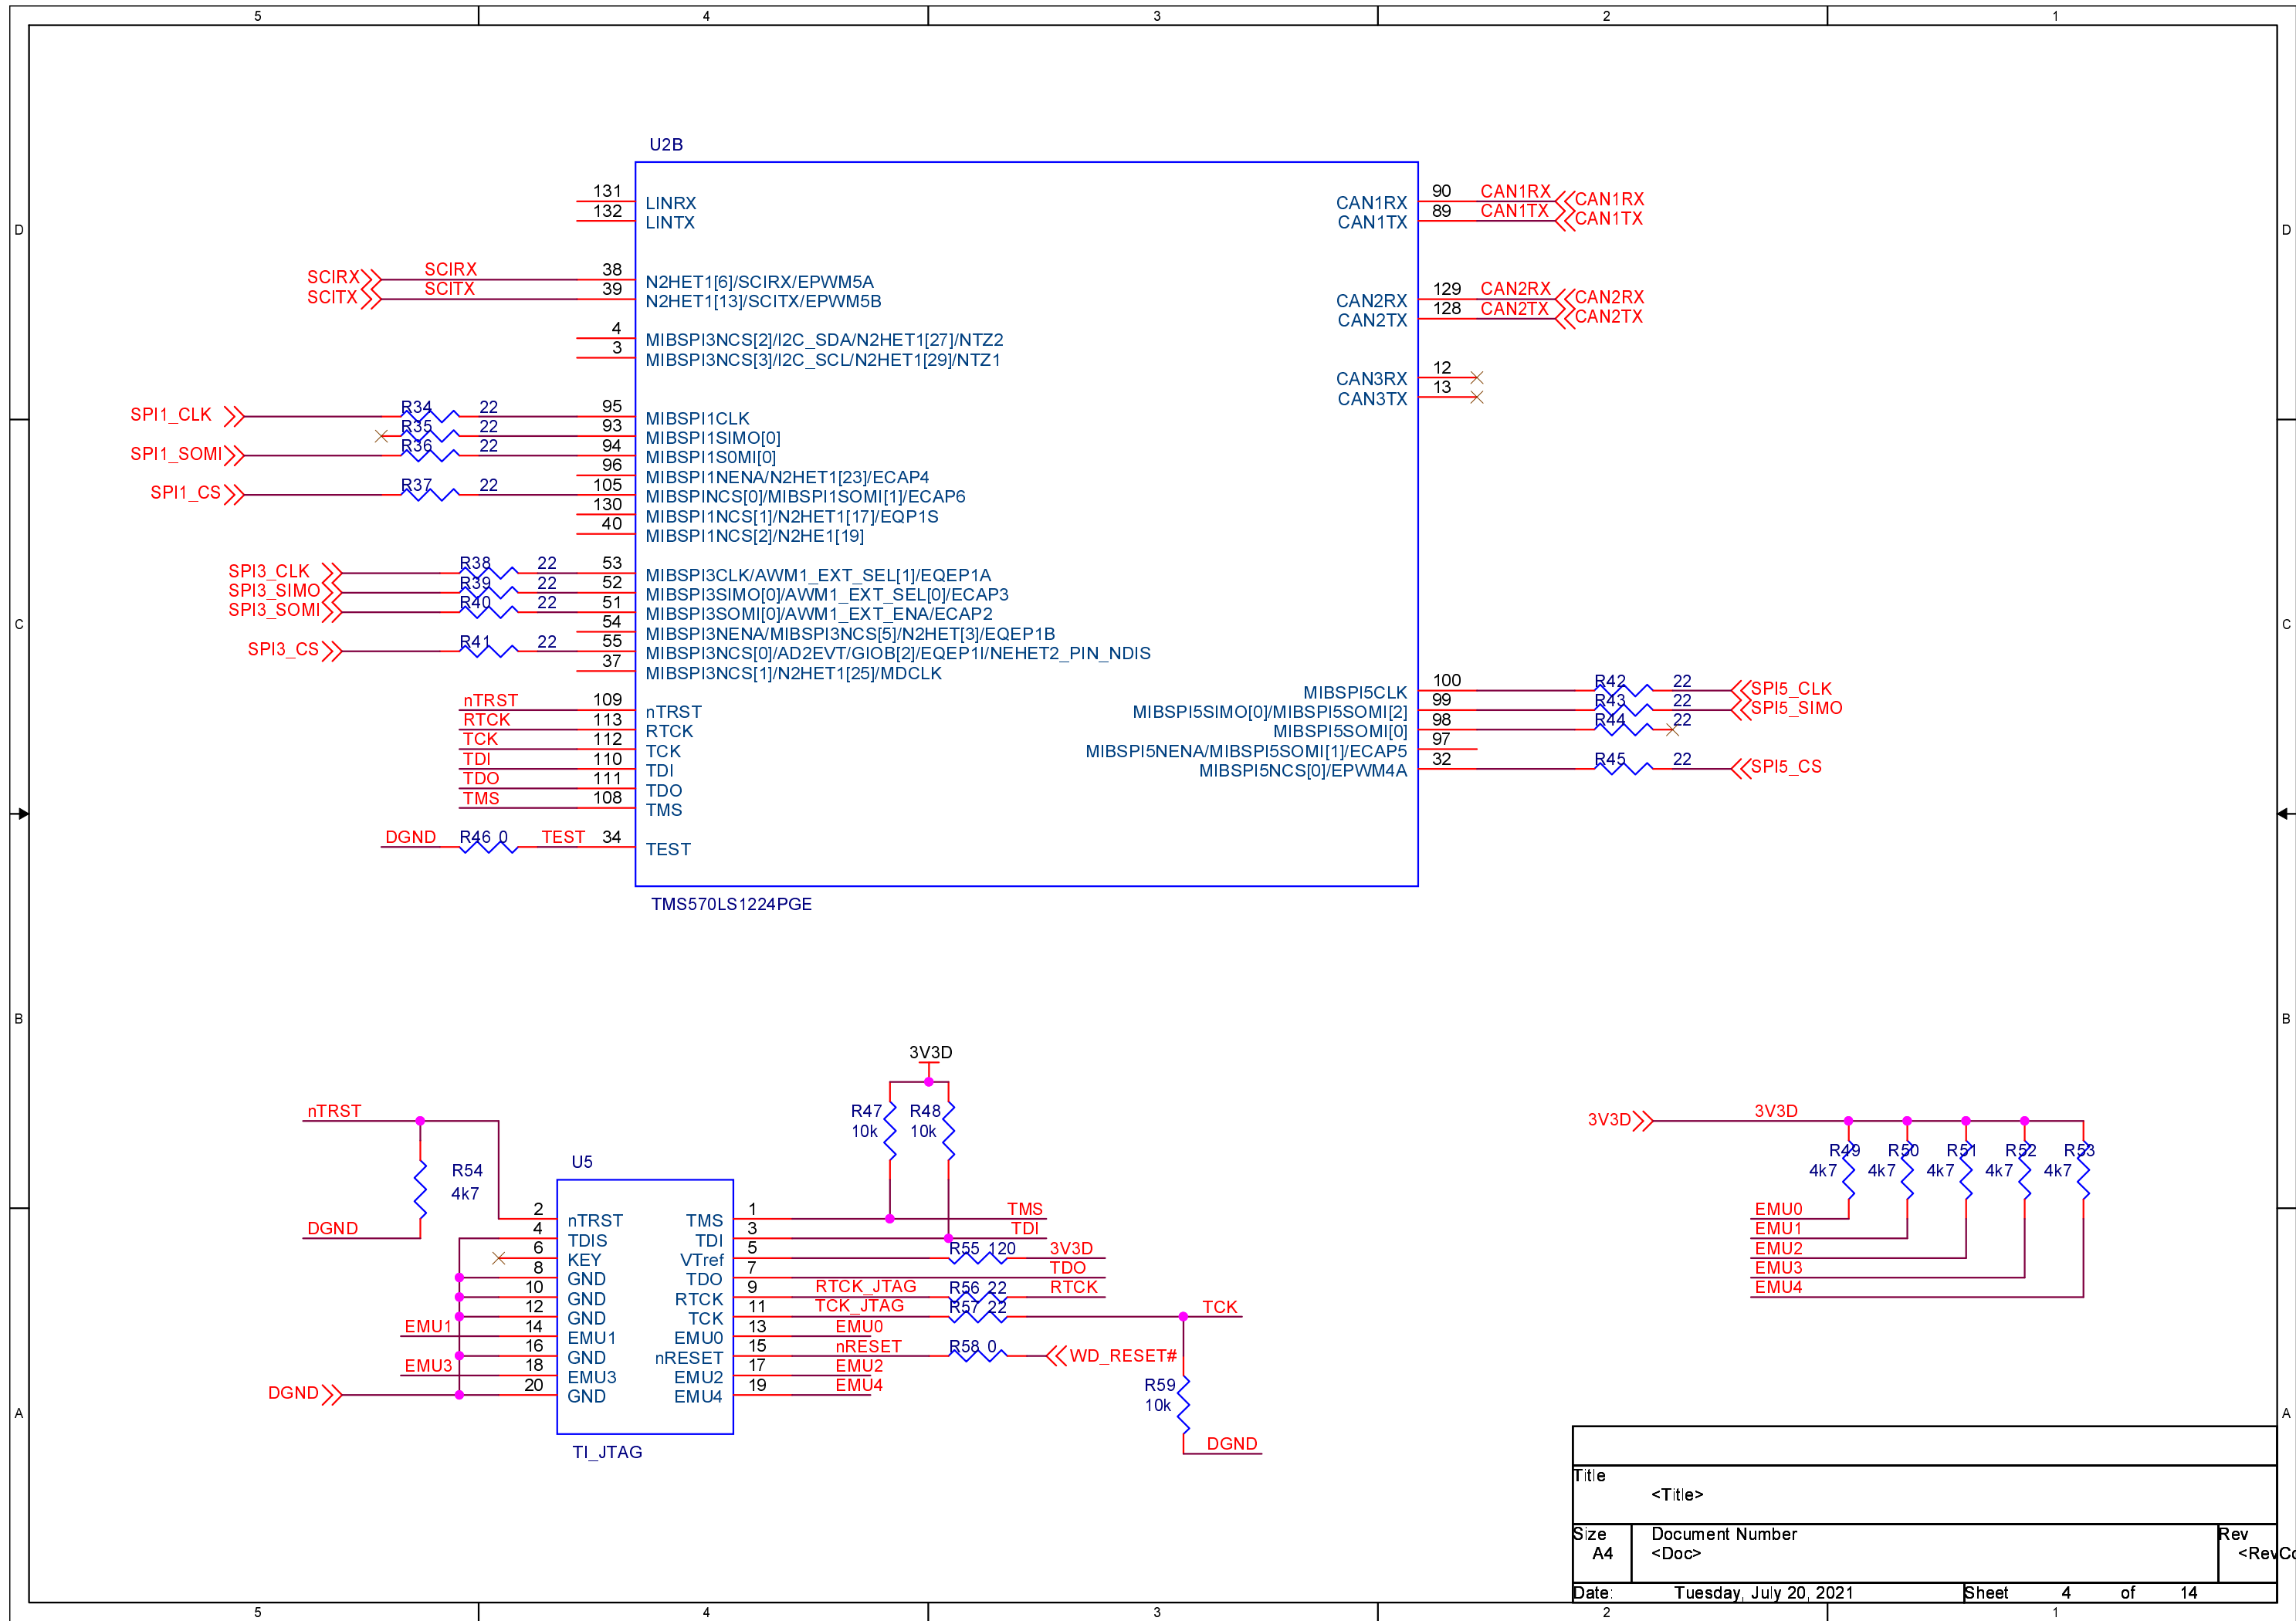 5 4 3 2 1
D D
C C
B B
A A
U2B
131 LINRX
132 LINTX
SCIRX SCIRX 38 N2HET1[6]/SCIRX/EPWM5A
SCITX SCITX 39 N2HET1[13]/SCITX/EPWM5B
4 MIBSPI3NCS[2]/I2C_SDA/N2HET1[27]/NTZ2
3 MIBSPI3NCS[3]/I2C_SCL/N2HET1[29]/NTZ1
SPI1_CLK R34 22 95 MIBSPI1CLK
R35 22 93 MIBSPI1SIMO[0]
SPI1_SOMI R36 22 94 MIBSPI1S0MI[0]
96 MIBSPI1NENA/N2HET1[23]/ECAP4
SPI1_CS R37 22 105 MIBSPINCS[0]/MIBSPI1SOMI[1]/ECAP6
130 MIBSPI1NCS[1]/N2HET1[17]/EQP1S
40 MIBSPI1NCS[2]/N2HE1[19]
SPI3_CLK R38 22 53 MIBSPI3CLK/AWM1_EXT_SEL[1]/EQEP1A
SPI3_SIMO R39 22 52 MIBSPI3SIMO[0]/AWM1_EXT_SEL[0]/ECAP3
SPI3_SOMI R40 22 51 MIBSPI3SOMI[0]/AWM1_EXT_ENA/ECAP2
54 MIBSPI3NENA/MIBSPI3NCS[5]/N2HET[3]/EQEP1B
SPI3_CS R41 22 55 MIBSPI3NCS[0]/AD2EVT/GIOB[2]/EQEP1I/NEHET2_PIN_NDIS
37 MIBSPI3NCS[1]/N2HET1[25]/MDCLK
nTRST 109 nTRST
RTCK 113 RTCK
TCK 112 TCK
TDI 110 TDI
TDO 111 TDO
TMS 108 TMS
DGND R46 0 TEST 34 TEST
CAN1RX 90 CAN1RX CAN1RX
CAN1TX 89 CAN1TX CAN1TX
CAN2RX 129 CAN2RX CAN2RX
CAN2TX 128 CAN2TX CAN2TX
CAN3RX 12
CAN3TX 13
MIBSPI5CLK 100 R42 22 SPI5_CLK
MIBSPI5SIMO[0]/MIBSPI5SOMI[2] 99 R43 22 SPI5_SIMO
MIBSPI5SOMI[0] 98 R44 22
MIBSPI5NENA/MIBSPI5SOMI[1]/ECAP5 97
MIBSPI5NCS[0]/EPWM4A 32 R45 22 SPI5_CS
TMS570LS1224PGE
3V3D
R47 10k
R48 10k
nTRST
R54
4k7
DGND
U5
2 nTRST
4 TDIS
6 KEY
8 GND
10 GND
12 GND
EMU1 14 EMU1
16 GND
EMU3 18 EMU3
DGND 20 GND
TMS 1 TMS
TDI 3 TDI
VTref 5 R55 120 3V3D
TDO 7 TDO
RTCK 9 RTCK_JTAG R56 22 RTCK
TCK 11 TCK_JTAG R57 22 TCK
EMU0 13 EMU0
nRESET 15 nRESET R58 0 WD_RESET#
EMU2 17 EMU2
EMU4 19 EMU4
R59
10k
DGND
TI_JTAG
3V3D 3V3D
R49 R50 R51 R52 R53
4k7 4k7 4k7 4k7 4k7
EMU0
EMU1
EMU2
EMU3
EMU4
Title
<Title>
Size Document Number Rev
A4 <Doc> <RevCo
Date: Tuesday, July 20, 2021 Sheet 4 of 14
5 4 3 2 1